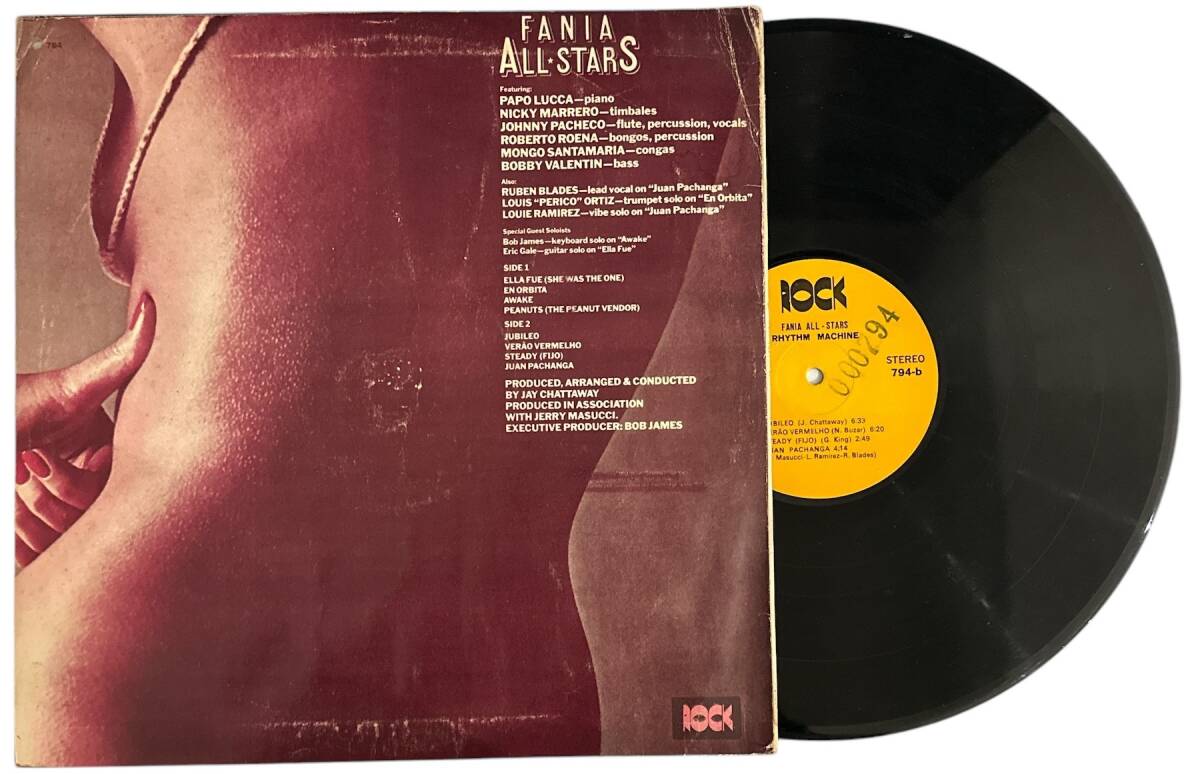 784
FANIA
ALL★STARS
Featuring:
PAPO LUCCA—piano
NICKY MARRERO—timbales
JOHNNY PACHECO—flute, percussion, vocals
ROBERTO ROENA—bongos, percussion
MONGO SANTAMARIA—congas
BOBBY VALENTIN—bass
Also:
RUBEN BLADES—lead vocal on "Juan Pachanga"
LOUIS "PERICO" ORTIZ—trumpet solo on "En Orbita"
LOUIE RAMIREZ—vibe solo on "Juan Pachanga"
Special Guest Soloists
Bob James—keyboard solo on "Awake"
Eric Gale—guitar solo on "Ella Fue"
SIDE 1
ELLA FUE (SHE WAS THE ONE)
EN ORBITA
AWAKE
PEANUTS (THE PEANUT VENDOR)
SIDE 2
JUBILEO
VERÃO VERMELHO
STEADY (FIJO)
JUAN PACHANGA
PRODUCED, ARRANGED & CONDUCTED
BY JAY CHATTAWAY
PRODUCED IN ASSOCIATION
WITH JERRY MASUCCI.
EXECUTIVE PRODUCER: BOB JAMES
ROCK
ROCK
FANIA ALL-STARS
RHYTHM MACHINE
000794
STEREO
794-b
BILEO (J. Chattaway) 6:33
RÃO VERMELHO (N. Buzar) 6:20
EADY (FIJO) (G. King) 2:49
AN PACHANGA 4:14
Masucci-L. Ramirez-R. Blades)